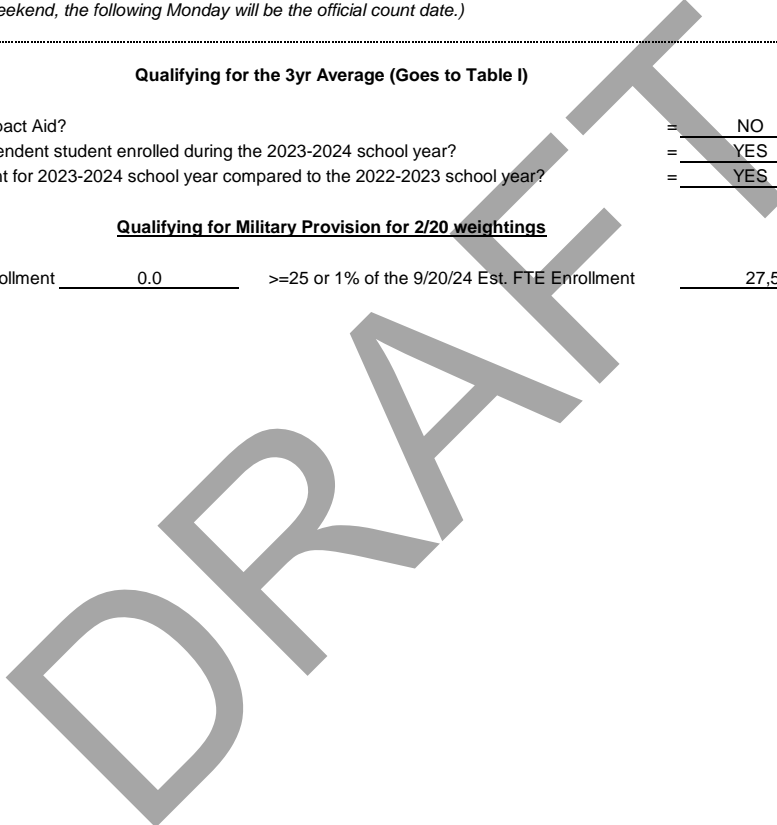 eekend, the following Monday will be the official count date.)
Qualifying for the 3yr Average (Goes to Table I)
pact Aid? = NO
endent student enrolled during the 2023-2024 school year? = YES
nt for 2023-2024 school year compared to the 2022-2023 school year? = YES
Qualifying for Military Provision for 2/20 weightings
ollment 0.0 >=25 or 1% of the 9/20/24 Est. FTE Enrollment 27,5
DRAFT